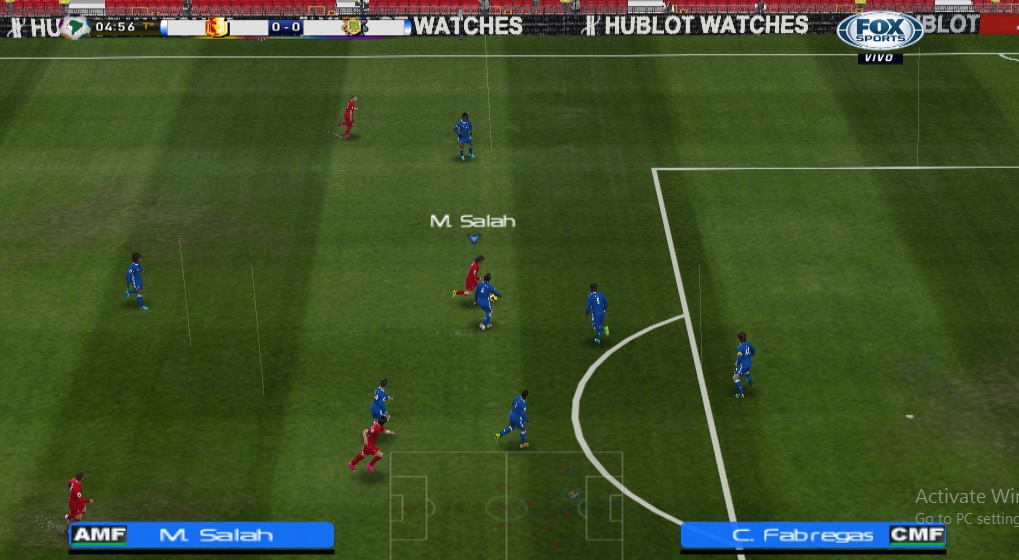 HU
WATCHES
HUBLOT WATCHES
BLOT
04:56
0-0
FOX
SPORTS
VIVO
M. Salah
AMF M. Salah
C. Fabregas CMF
Activate Win
Go to PC setting